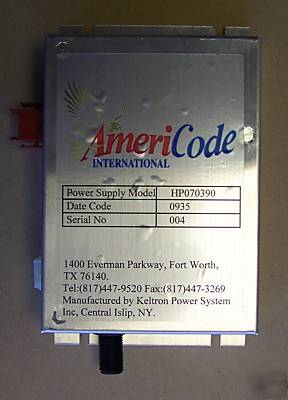 AmeriCode
INTERNATIONAL
Power Supply Model HP070390
Date Code 0935
Serial No 004
1400 Everman Parkway, Fort Worth,
TX 76140.
Tel:(817)447-9520 Fax:(817)447-3269
Manufactured by Keltron Power System
Inc, Central Islip, NY.